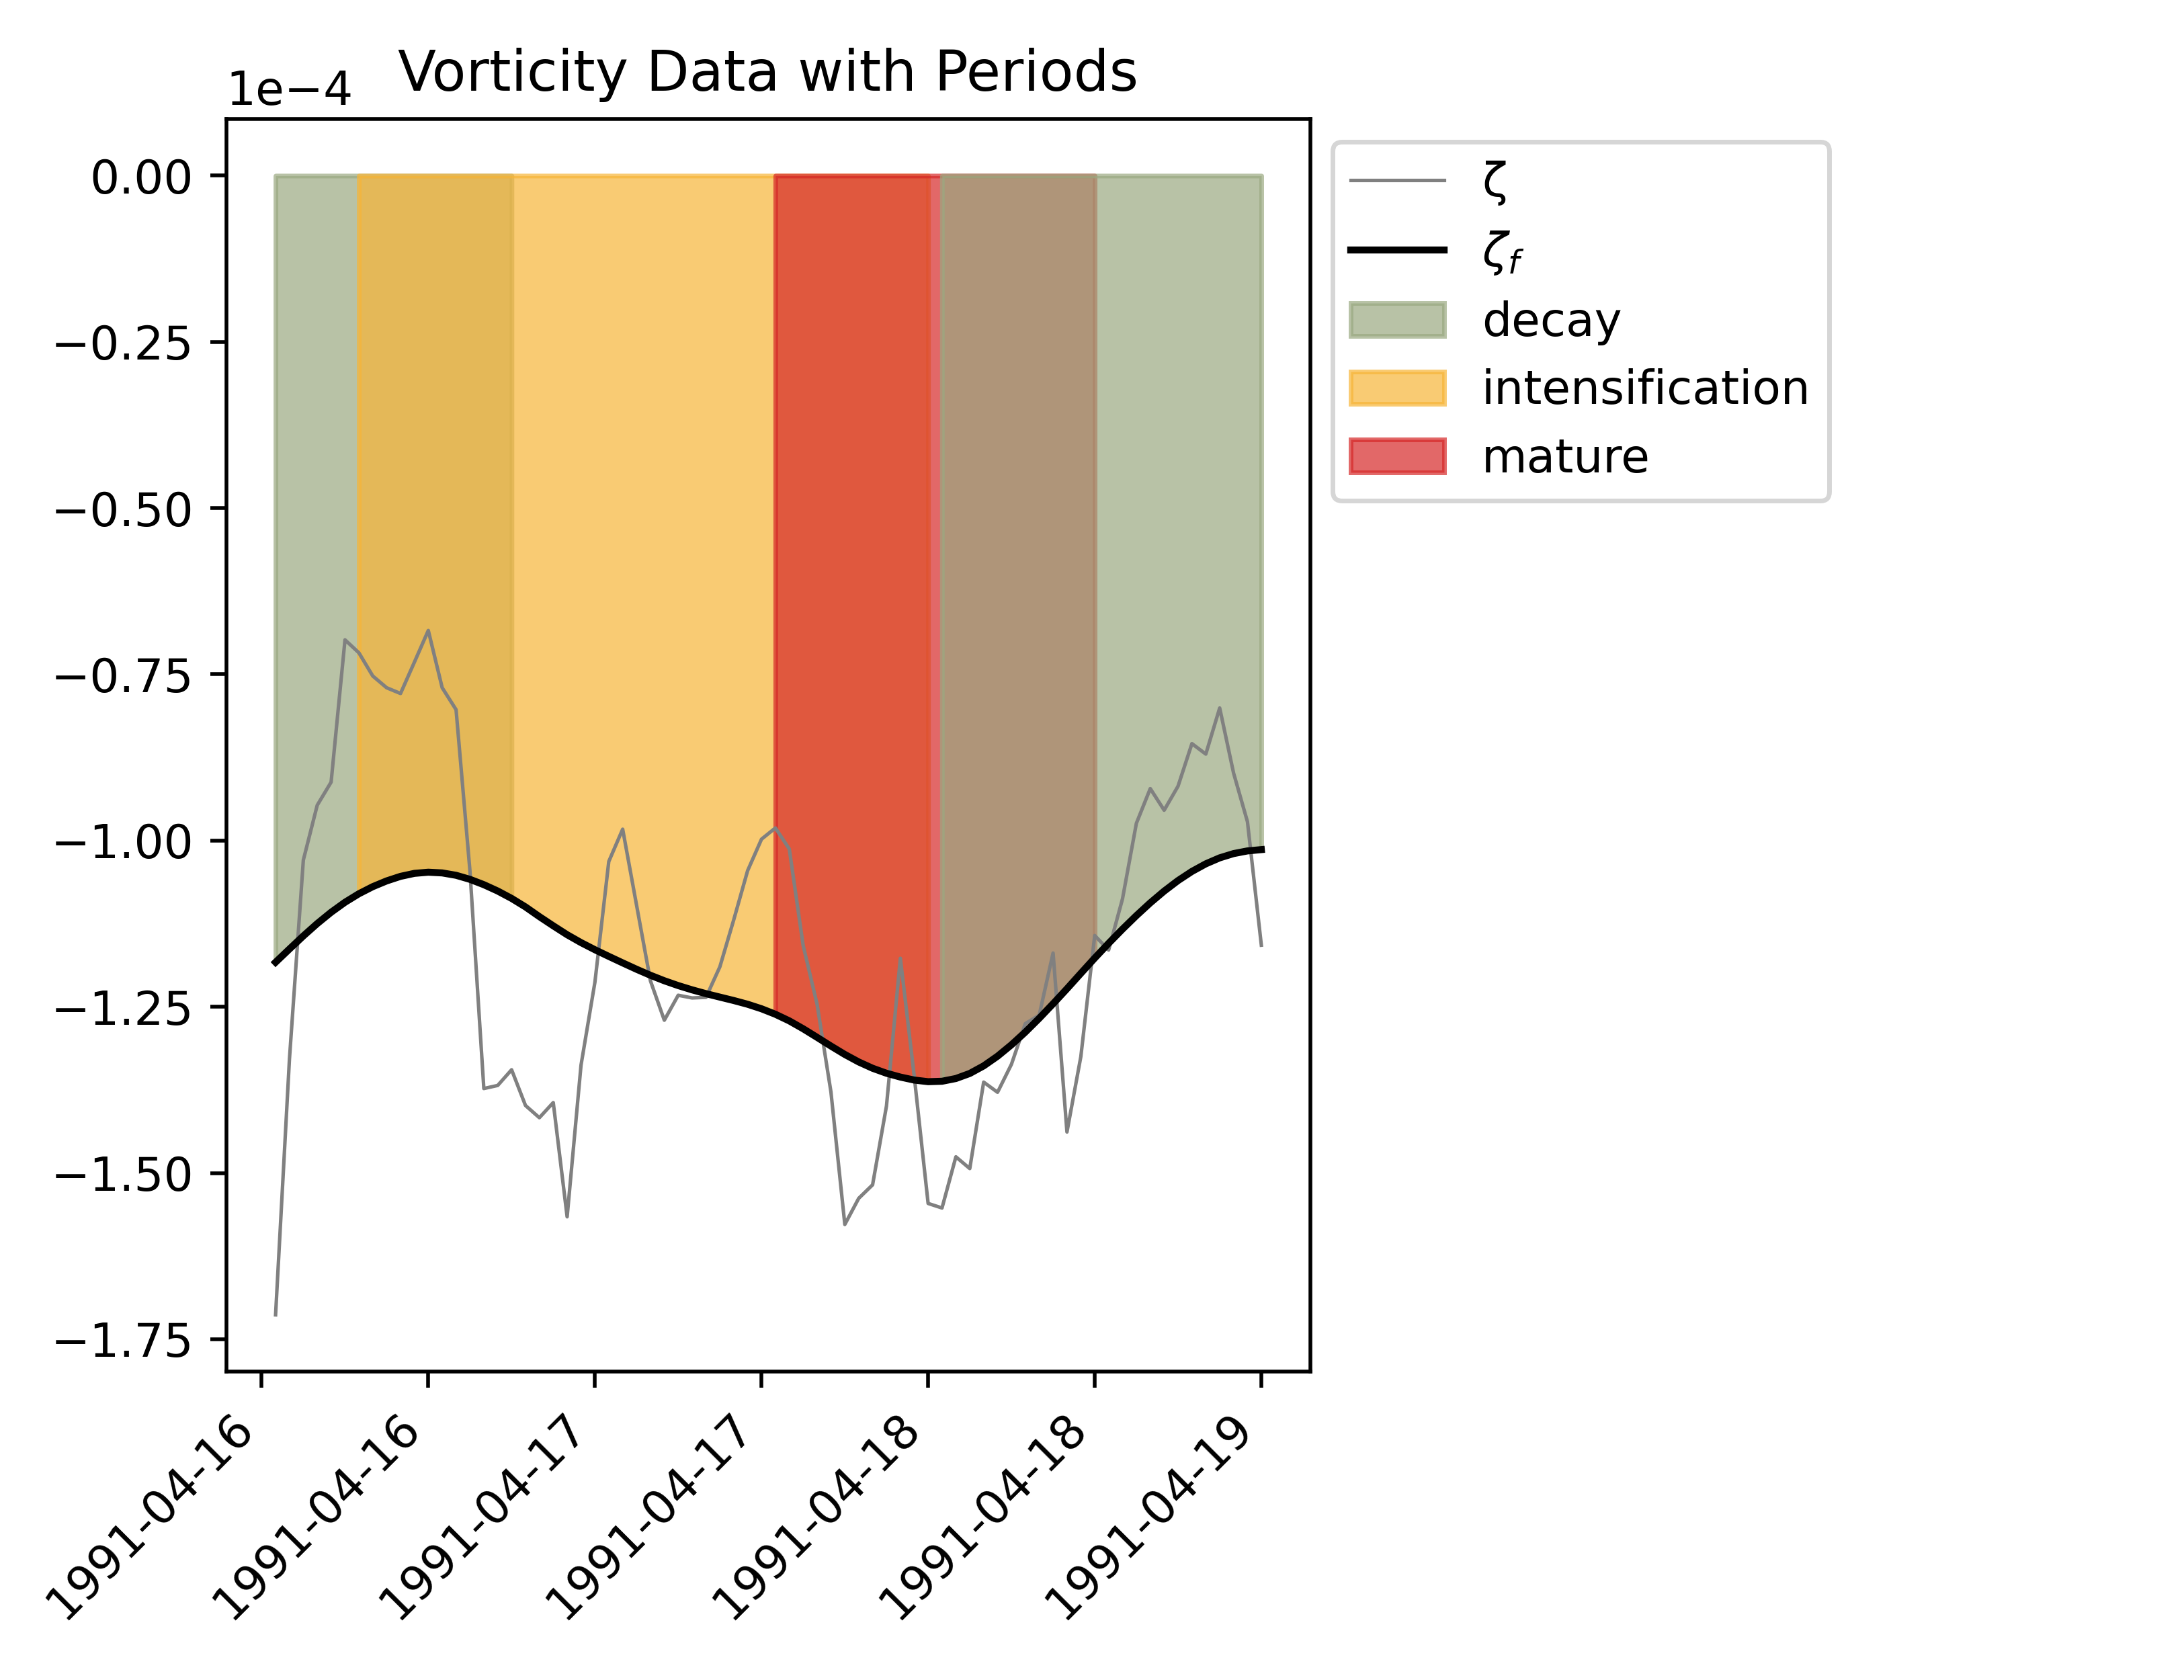 Vorticity Data with Periods
1e−4
0.00
−0.25
−0.50
−0.75
−1.00
−1.25
−1.50
−1.75
1991-04-16
1991-04-16
1991-04-17
1991-04-17
1991-04-18
1991-04-18
1991-04-19
ζ
ζf
decay
intensification
mature